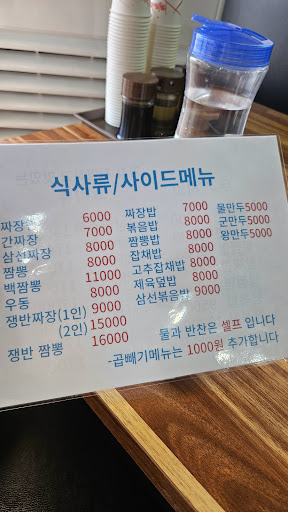 식사류/사이드메뉴
짜장면 6000 짜장밥 7000 물만두5000
간짜장 7000 볶음밥 8000 군만두5000
삼선짜장 8000 짬뽕밥 8000 왕만두5000
짬뽕 8000 잡채밥 8000
백짬뽕 11000 고추잡채밥 8000
우동 8000 제육덮밥 8000
쟁반짜장(1인) 9000 삼선볶음밥 9000
(2인) 15000
쟁반 짬뽕 16000
물과 반찬은 셀프 입니다
-곱빼기메뉴는 1000원 추가합니다